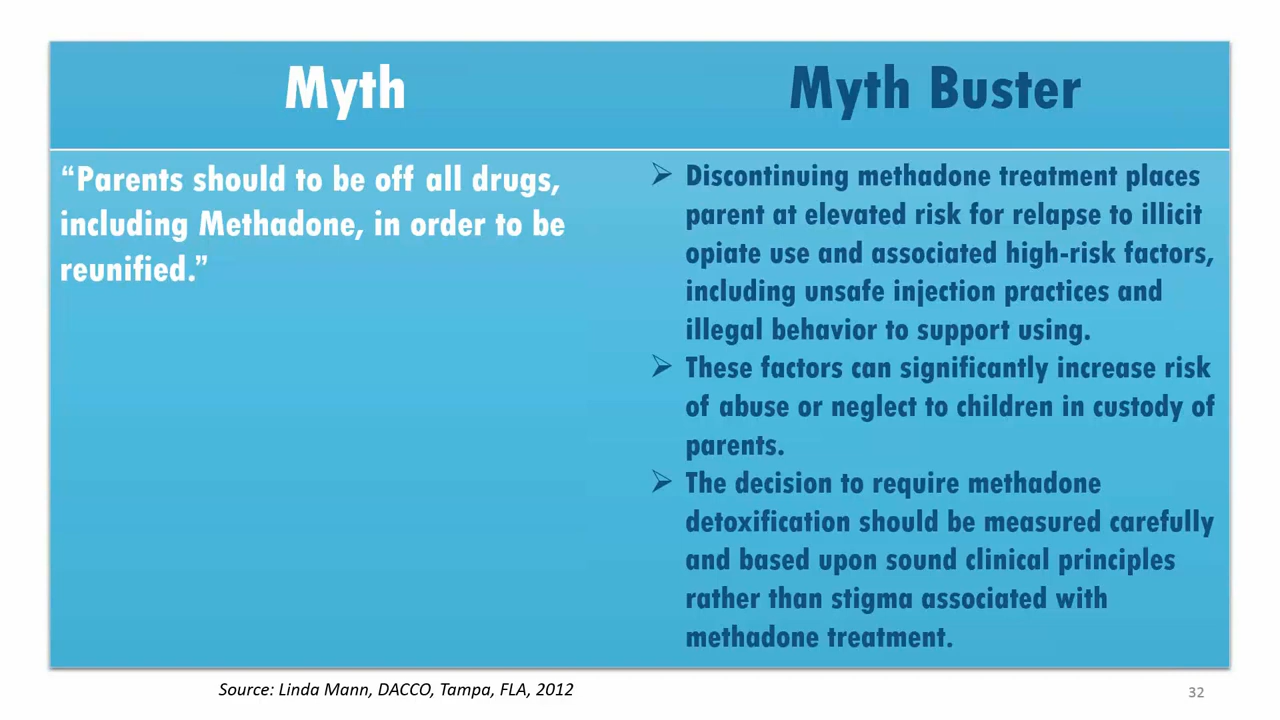 Myth
Myth Buster
“Parents should to be off all drugs,
including Methadone, in order to be
reunified.”
➢ Discontinuing methadone treatment places
parent at elevated risk for relapse to illicit
opiate use and associated high-risk factors,
including unsafe injection practices and
illegal behavior to support using.
➢ These factors can significantly increase risk
of abuse or neglect to children in custody of
parents.
➢ The decision to require methadone
detoxification should be measured carefully
and based upon sound clinical principles
rather than stigma associated with
methadone treatment.
Source: Linda Mann, DACCO, Tampa, FLA, 2012
32